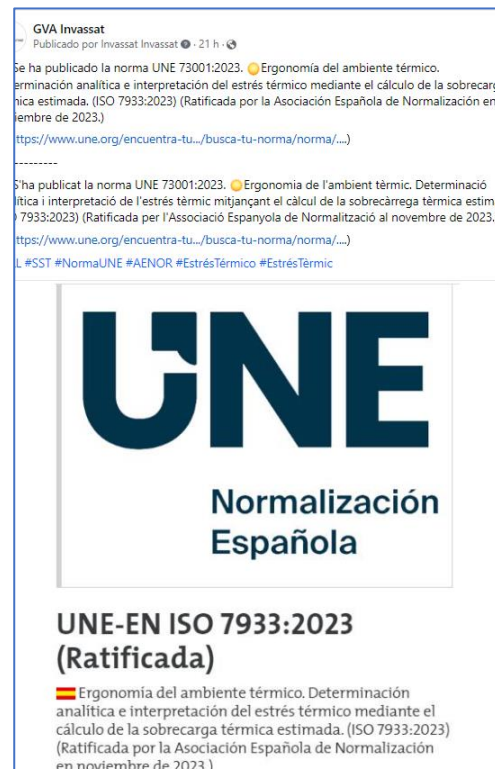 GVA Invassat
Publicado por Invassat Invassat · 21 h ·
Se ha publicado la norma UNE 73001:2023. Ergonomía del ambiente térmico.
erminación analítica e interpretación del estrés térmico mediante el cálculo de la sobrecarg
mica estimada. (ISO 7933:2023) (Ratificada por la Asociación Española de Normalización en
iembre de 2023.)
ttps://www.une.org/encuentra-tu.../busca-tu-norma/norma/....)
---------
S'ha publicat la norma UNE 73001:2023. Ergonomia de l'ambient tèrmic. Determinació
lítica i interpretació de l'estrés tèrmic mitjançant el càlcul de la sobrecàrrega tèrmica estim
7933:2023) (Ratificada per l'Associació Espanyola de Normalització al novembre de 2023.
ttps://www.une.org/encuentra-tu.../busca-tu-norma/norma/....)
L #SST #NormaUNE #AENOR #EstrésTérmico #EstrésTèrmic
UNE
Normalización
Española
UNE-EN ISO 7933:2023
(Ratificada)
Ergonomía del ambiente térmico. Determinación
analítica e interpretación del estrés térmico mediante el
cálculo de la sobrecarga térmica estimada. (ISO 7933:2023)
(Ratificada por la Asociación Española de Normalización
en noviembre de 2023.)